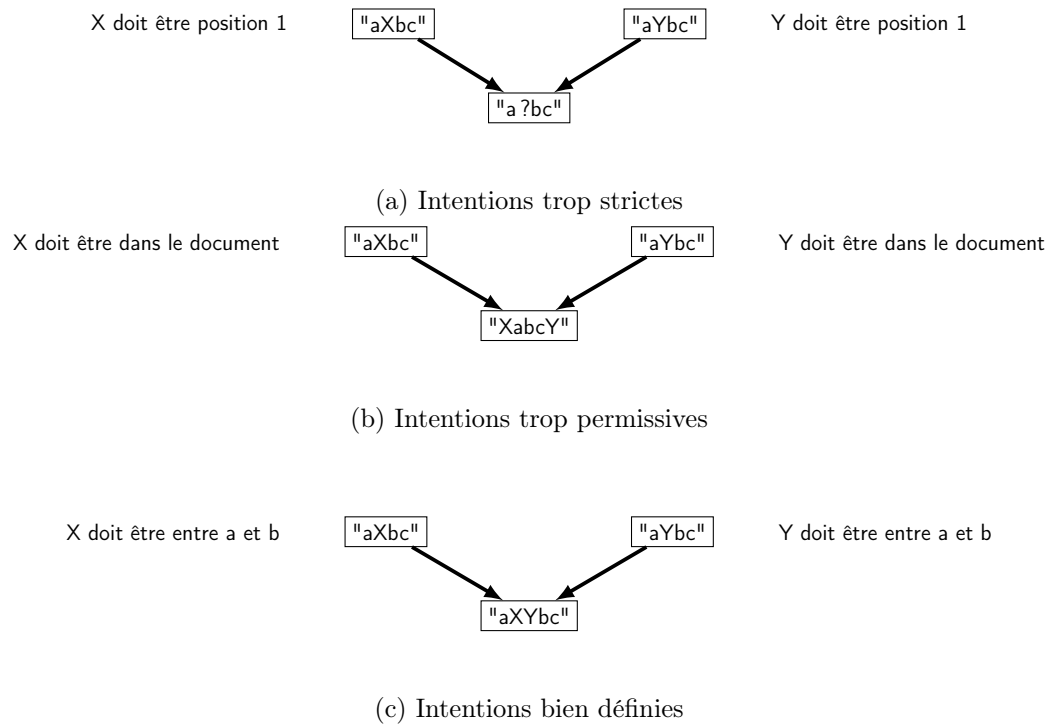 X doit être position 1 "aXbc" "aYbc" Y doit être position 1
"a ?bc"
(a) Intentions trop strictes
X doit être dans le document "aXbc" "aYbc" Y doit être dans le document
"XabcY"
(b) Intentions trop permissives
X doit être entre a et b "aXbc" "aYbc" Y doit être entre a et b
"aXYbc"
(c) Intentions bien définies